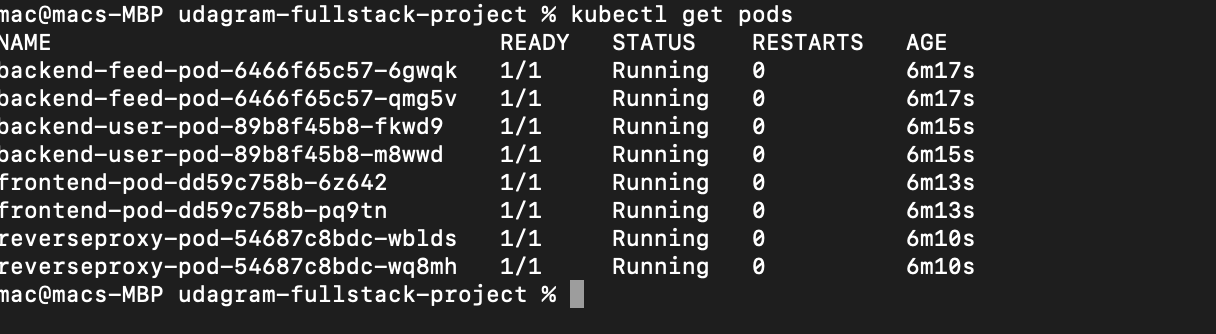 mac@macs-MBP udagram-fullstack-project % kubectl get pods
NAME READY STATUS RESTARTS AGE
backend-feed-pod-6466f65c57-6gwqk 1/1 Running 0 6m17s
backend-feed-pod-6466f65c57-qmg5v 1/1 Running 0 6m17s
backend-user-pod-89b8f45b8-fkwd9 1/1 Running 0 6m15s
backend-user-pod-89b8f45b8-m8wwd 1/1 Running 0 6m15s
frontend-pod-dd59c758b-6z642 1/1 Running 0 6m13s
frontend-pod-dd59c758b-pq9tn 1/1 Running 0 6m13s
reverseproxy-pod-54687c8bdc-wblds 1/1 Running 0 6m10s
reverseproxy-pod-54687c8bdc-wq8mh 1/1 Running 0 6m10s
mac@macs-MBP udagram-fullstack-project %